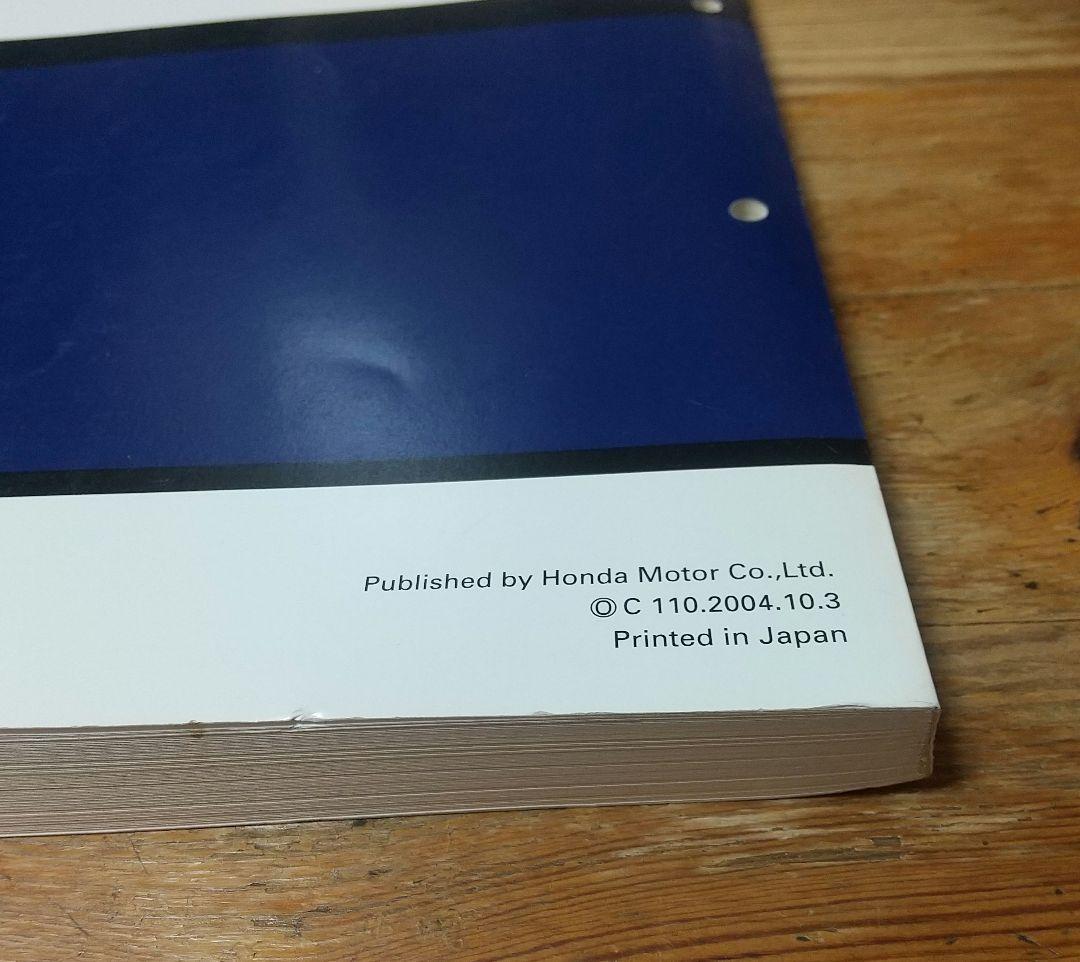 Published by Honda Motor Co.,Ltd.
Ⓞ C 110.2004.10.3
Printed in Japan